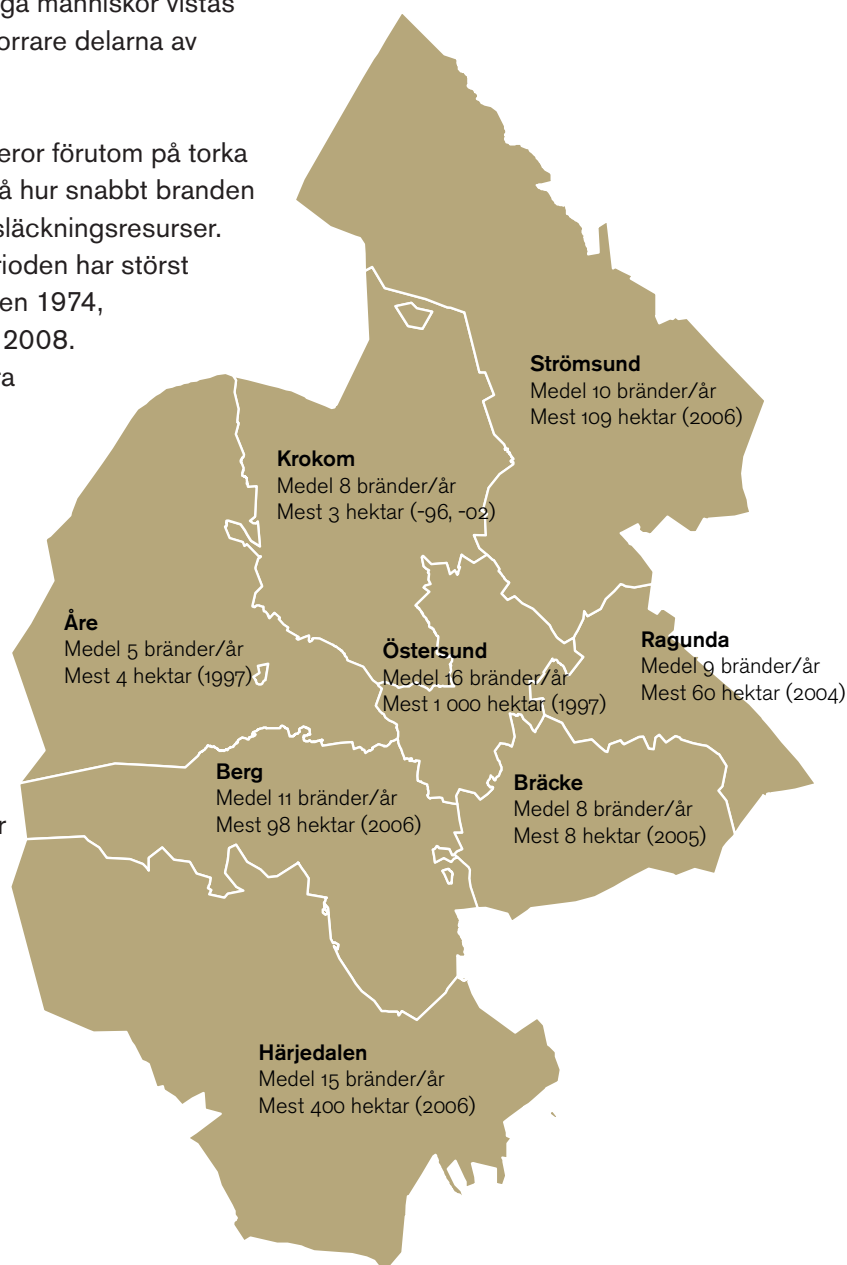 ga människor vistas
orrare delarna av
eror förutom på torka
å hur snabbt branden
släckningsresurser.
rioden har störst
en 1974,
2008.
ra
r
Strömsund
Medel 10 bränder/år
Mest 109 hektar (2006)
Krokom
Medel 8 bränder/år
Mest 3 hektar (-96, -02)
Åre
Medel 5 bränder/år
Mest 4 hektar (1997)
Östersund
Medel 16 bränder/år
Mest 1 000 hektar (1997)
Ragunda
Medel 9 bränder/år
Mest 60 hektar (2004)
Berg
Medel 11 bränder/år
Mest 98 hektar (2006)
Bräcke
Medel 8 bränder/år
Mest 8 hektar (2005)
Härjedalen
Medel 15 bränder/år
Mest 400 hektar (2006)